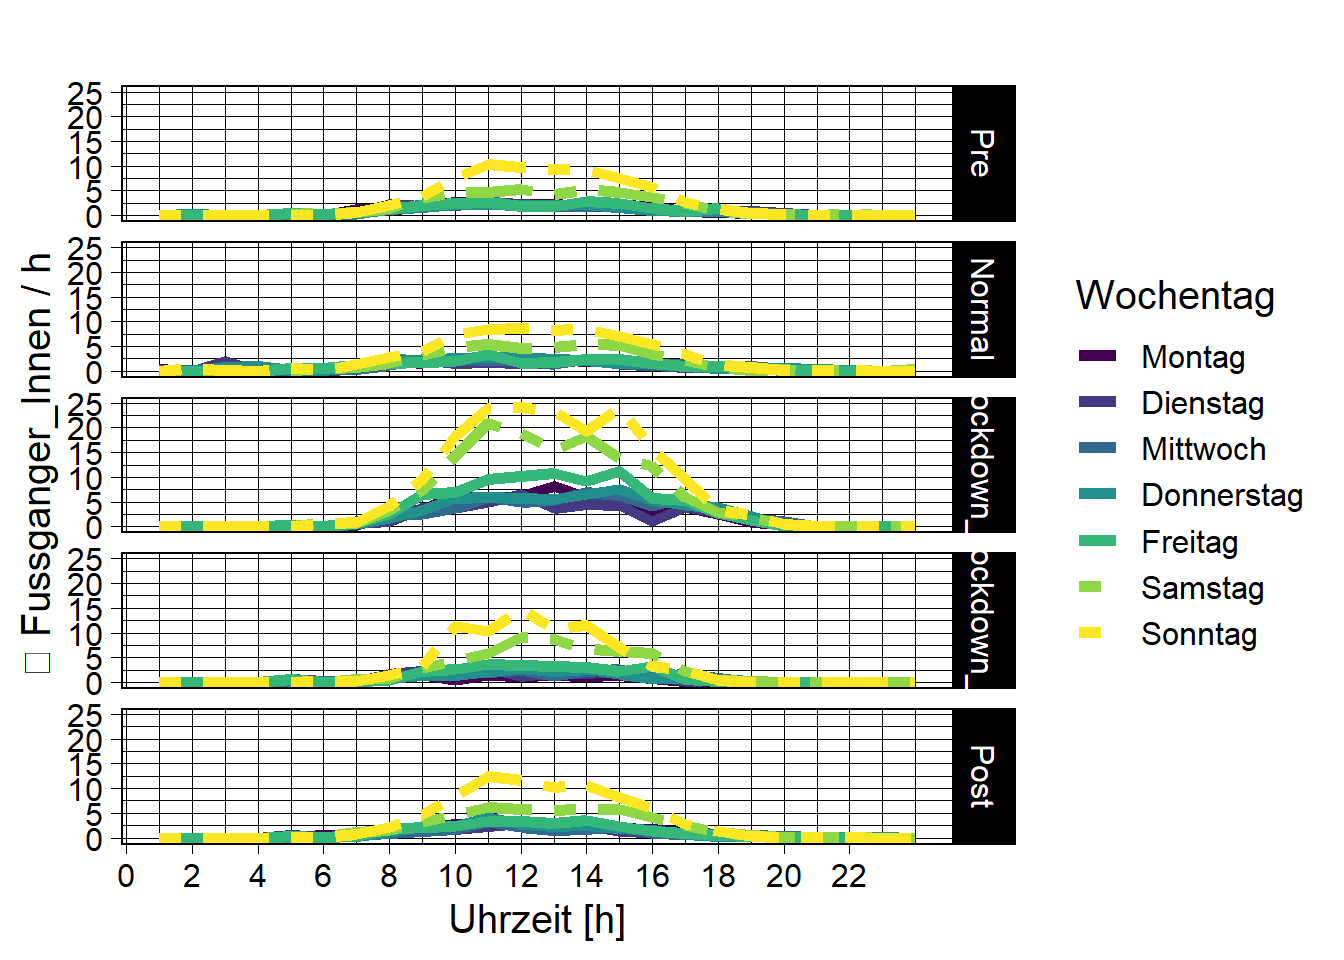 25
20
15
10
5
0
Pre
25
20
15
10
5
0
Normal
25
20
15
10
5
0
ockdown_
25
20
15
10
5
0
ockdown_
25
20
15
10
5
0
Post
0 2 4 6 8 10 12 14 16 18 20 22
Uhrzeit [h]
□ Fussganger_Innen / h
Wochentag
Montag
Dienstag
Mittwoch
Donnerstag
Freitag
Samstag
Sonntag